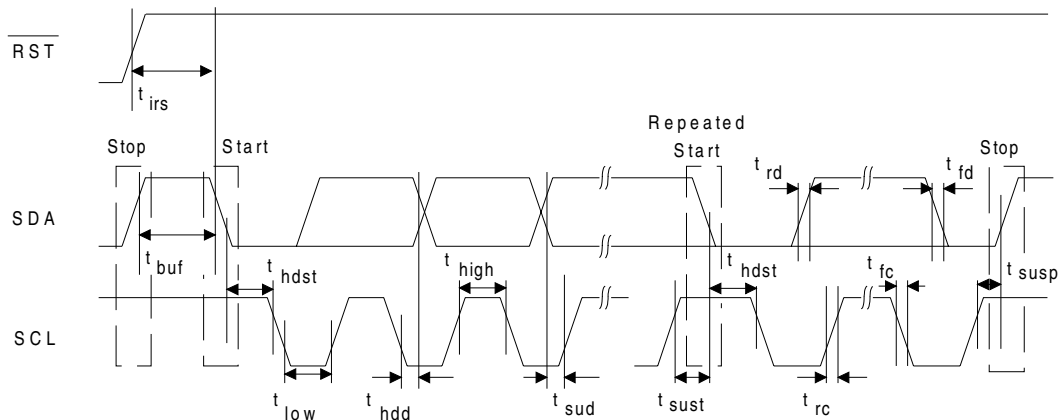 RST
t irs
Repeated
Stop Start Start Stop
t rd t fd
SDA
t buf t hdst t high t hdst t fc t susp
SCL
t low t hdd t sud t sust t rc